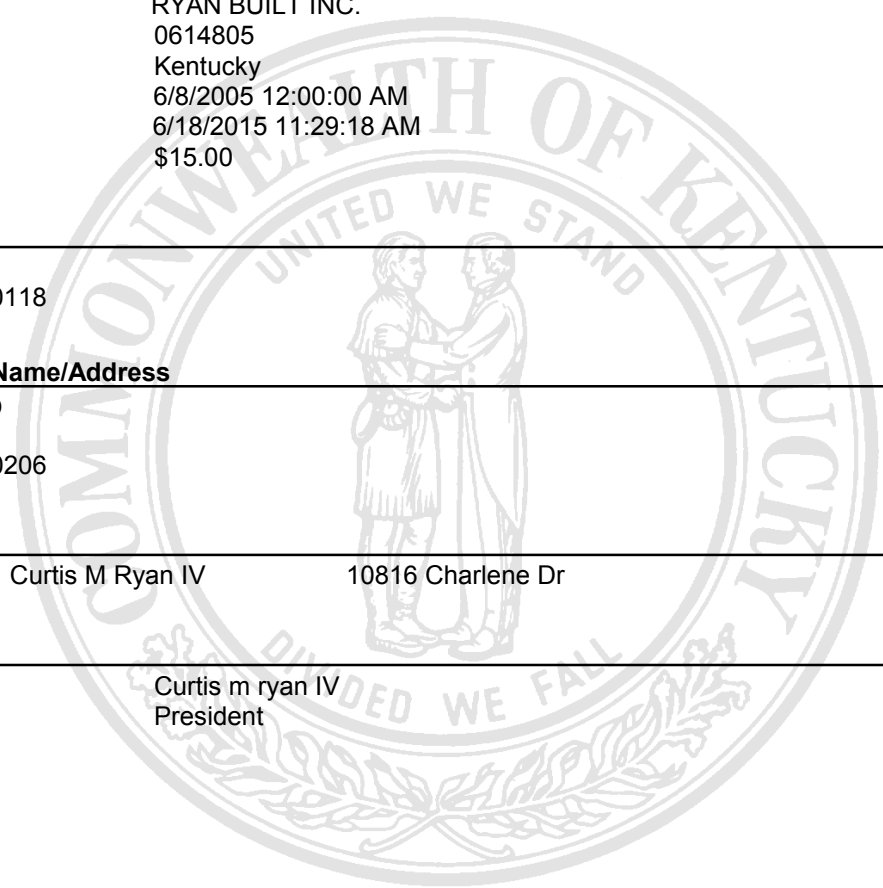 RYAN BUILT INC.
0614805
Kentucky
6/8/2005 12:00:00 AM
6/18/2015 11:29:18 AM
$15.00
COMMONWEALTH OF KENTUCKY
UNITED WE STAND
0118
Name/Address
0206
Curtis M Ryan IV 10816 Charlene Dr
DIVIDED WE FALL
Curtis m ryan IV
President